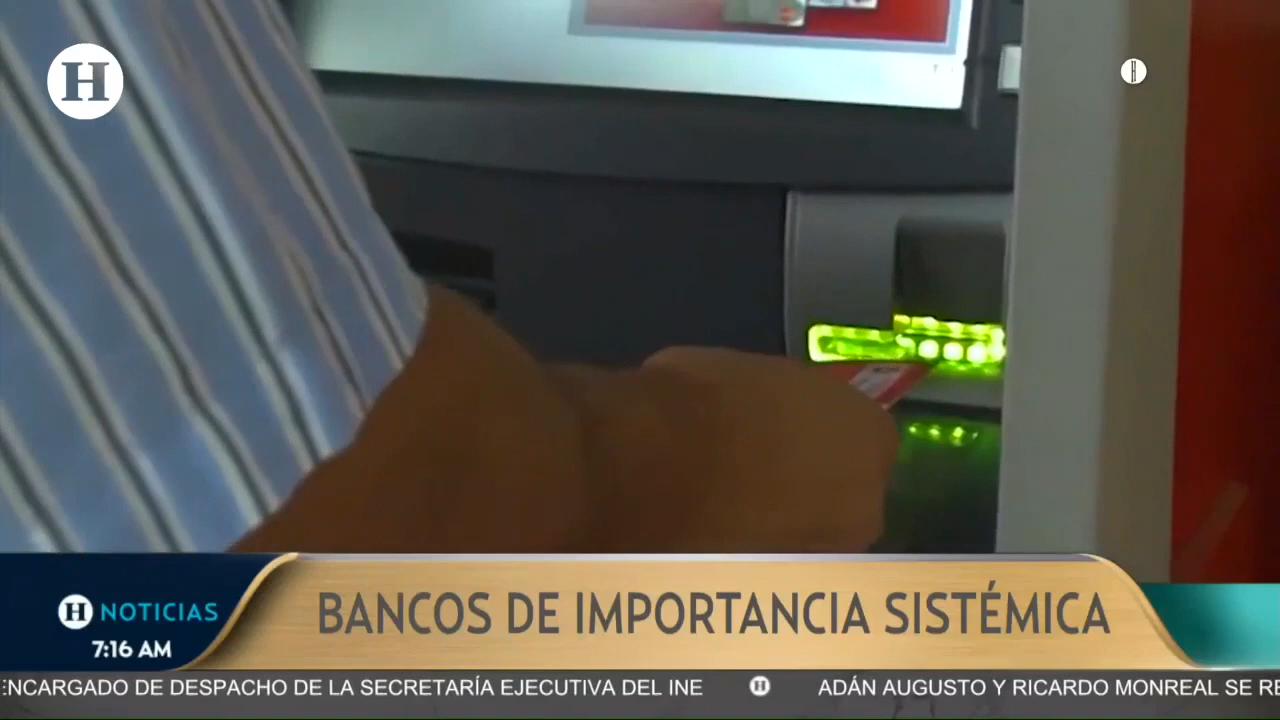 H
H
BANCOS DE IMPORTANCIA SISTÉMICA
H NOTICIAS
7:16 AM
ENCARGADO DE DESPACHO DE LA SECRETARÍA EJECUTIVA DEL INE H ADÁN AUGUSTO Y RICARDO MONREAL SE RE